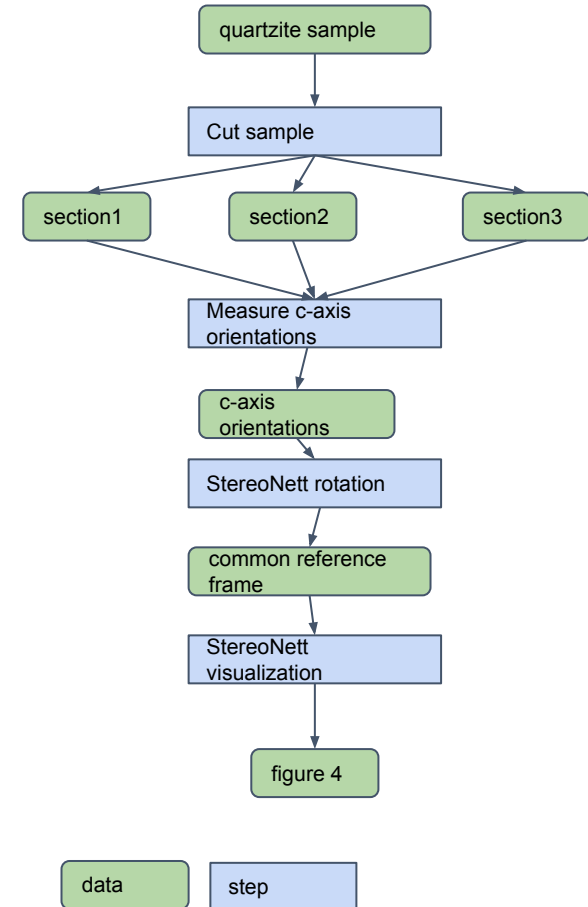 quartzite sample
Cut sample
section1
section2
section3
Measure c-axis
orientations
c-axis
orientations
StereoNett rotation
common reference
frame
StereoNett
visualization
figure 4
data
step